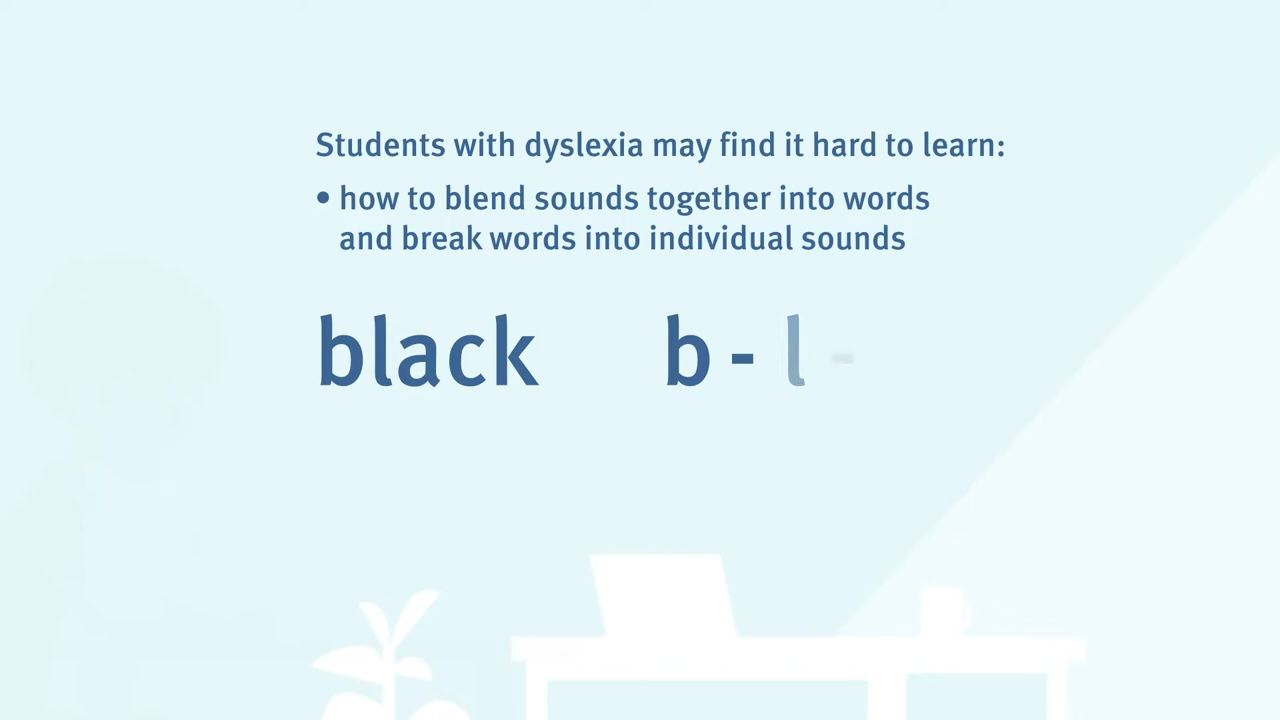 Students with dyslexia may find it hard to learn:
• how to blend sounds together into words
and break words into individual sounds
black b - l -